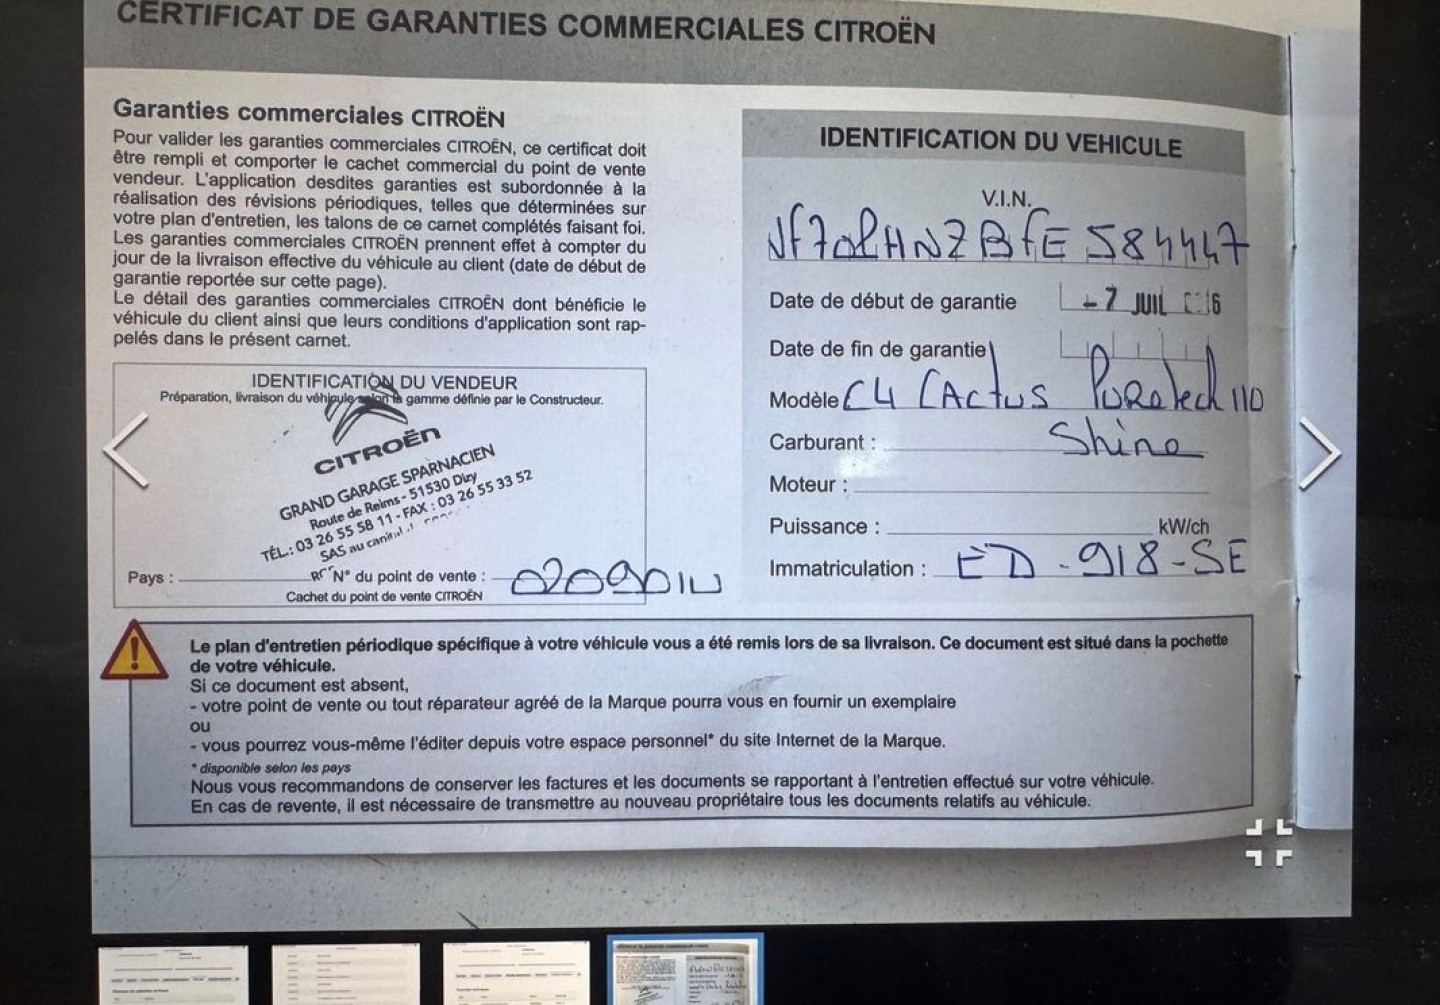 CERTIFICAT DE GARANTIES COMMERCIALES CITROËN
Garanties commerciales CITROËN
Pour valider les garanties commerciales CITROËN, ce certificat doit
être rempli et comporter le cachet commercial du point de vente
vendeur. L'application desdites garanties est subordonnée à la
réalisation des révisions périodiques, telles que déterminées sur
votre plan d'entretien, les talons de ce carnet complétés faisant foi.
Les garanties commerciales CITROËN prennent effet à compter du
jour de la livraison effective du véhicule au client (date de début de
garantie reportée sur cette page).
Le détail des garanties commerciales CITROËN dont bénéficie le
véhicule du client ainsi que leurs conditions d'application sont rap-
pelés dans le présent carnet.
IDENTIFICATION DU VENDEUR
Préparation, livraison du véhicule selon la gamme définie par le Constructeur.
CITROËN
GRAND GARAGE SPARNACIEN
Route de Reims - 51530 Dizy
TÉL.: 03 26 55 58 11 - FAX : 03 26 55 33 52
SAS au
Pays :
N° du point de vente :
Cachet du point de vente CITROËN
IDENTIFICATION DU VEHICULE
V.I.N.
Date de début de garantie -7 JUIL
Date de fin de garantie
Modèle C4 CACTUS PureTech 110
Shine
Carburant :
Moteur :
Puissance : kW/ch
Immatriculation : ED-918-SE
Le plan d'entretien périodique spécifique à votre véhicule vous a été remis lors de sa livraison. Ce document est situé dans la pochette
de votre véhicule.
Si ce document est absent,
- votre point de vente ou tout réparateur agréé de la Marque pourra vous en fournir un exemplaire
ou
- vous pourrez vous-même l'éditer depuis votre espace personnel* du site Internet de la Marque.
* disponible selon les pays
Nous vous recommandons de conserver les factures et les documents se rapportant à l'entretien effectué sur votre véhicule.
En cas de revente, il est nécessaire de transmettre au nouveau propriétaire tous les documents relatifs au véhicule.